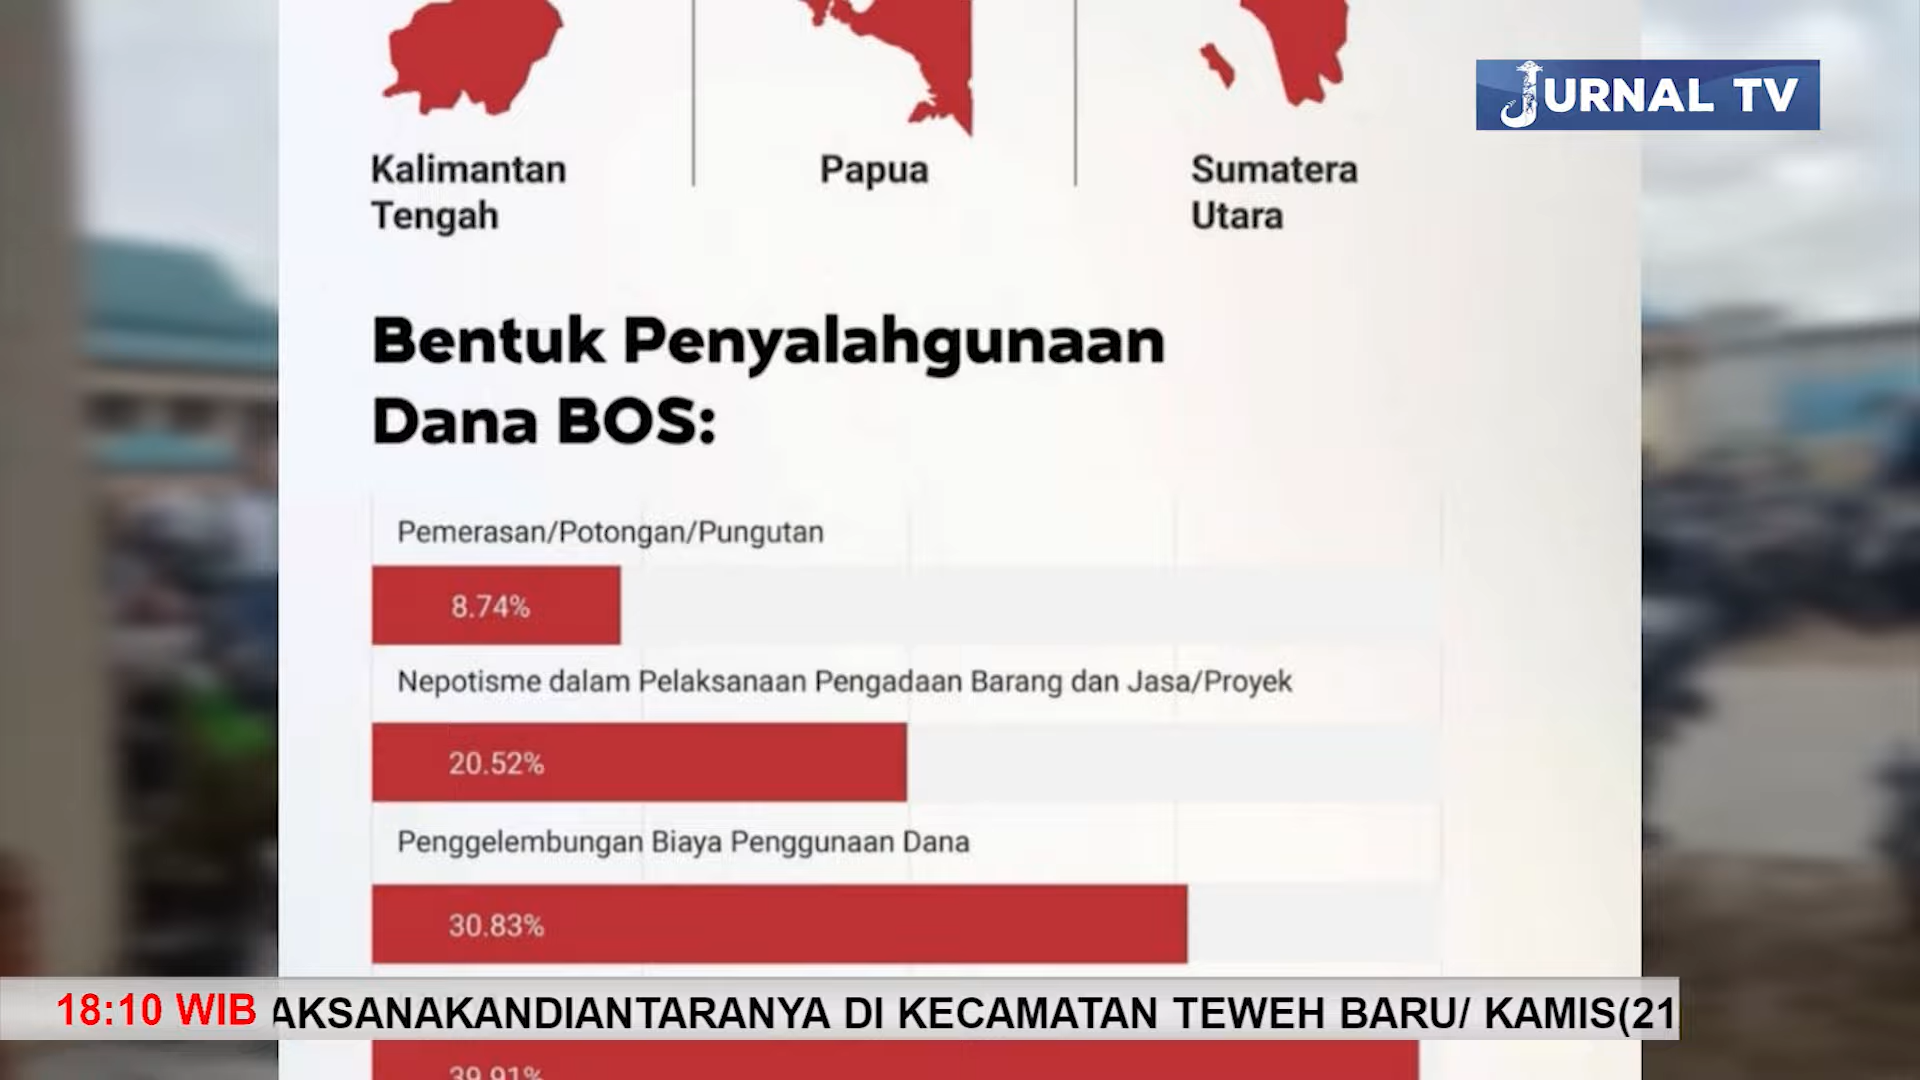 JURNAL TV
Kalimantan
Tengah
Papua
Sumatera
Utara
Bentuk Penyalahgunaan
Dana BOS:
Pemerasan/Potongan/Pungutan
8.74%
Nepotisme dalam Pelaksanaan Pengadaan Barang dan Jasa/Proyek
20.52%
Penggelembungan Biaya Penggunaan Dana
30.83%
18:10 WIB AKSANAKANDIANTARANYA DI KECAMATAN TEWEH BARU/ KAMIS(21
39.91%